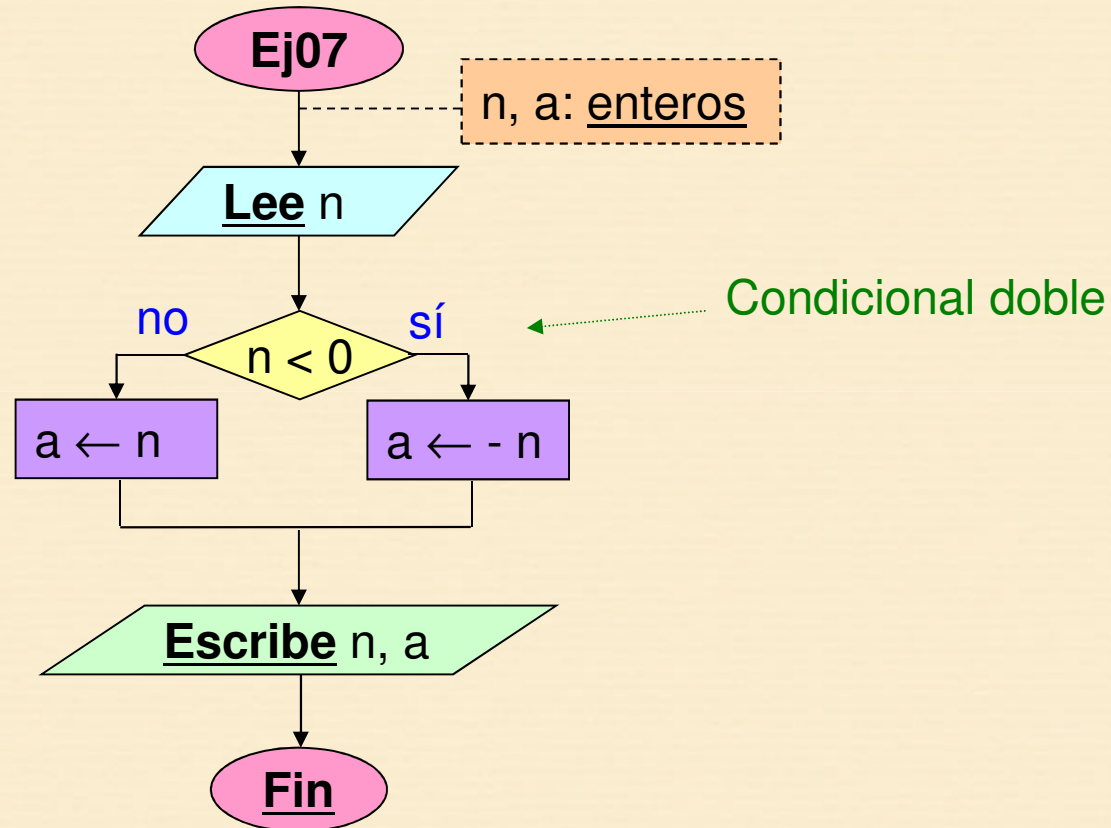 Ej07
n, a: enteros
Lee n
Condicional doble
no
sí
n < 0
a ← n
a ← - n
Escribe n, a
Fin